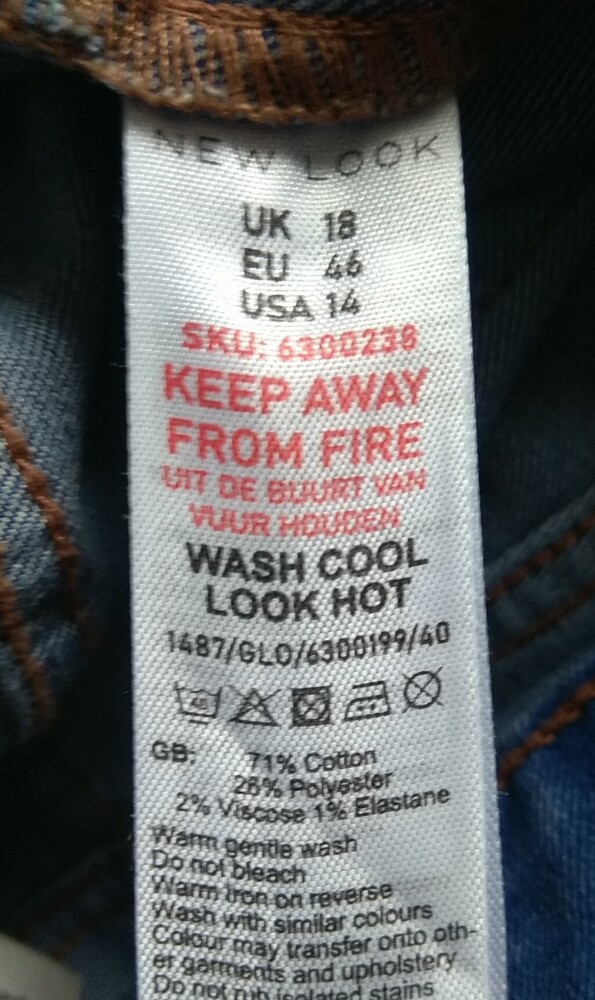 NEW LOOK
UK 18
EU 46
USA 14
SKU: 6300238
KEEP AWAY
FROM FIRE
UIT DE BUURT VAN
VUUR HOUDEN
WASH COOL
LOOK HOT
1487/GLO/6300199/40
40
GB: 71% Cotton
26% Polyester
2% Viscose 1% Elastane
Warm gentle wash
Do not bleach
Warm iron on reverse
Wash with similar colours
Colour may transfer onto oth-
er garments and upholstery
Do not rub isolated stains